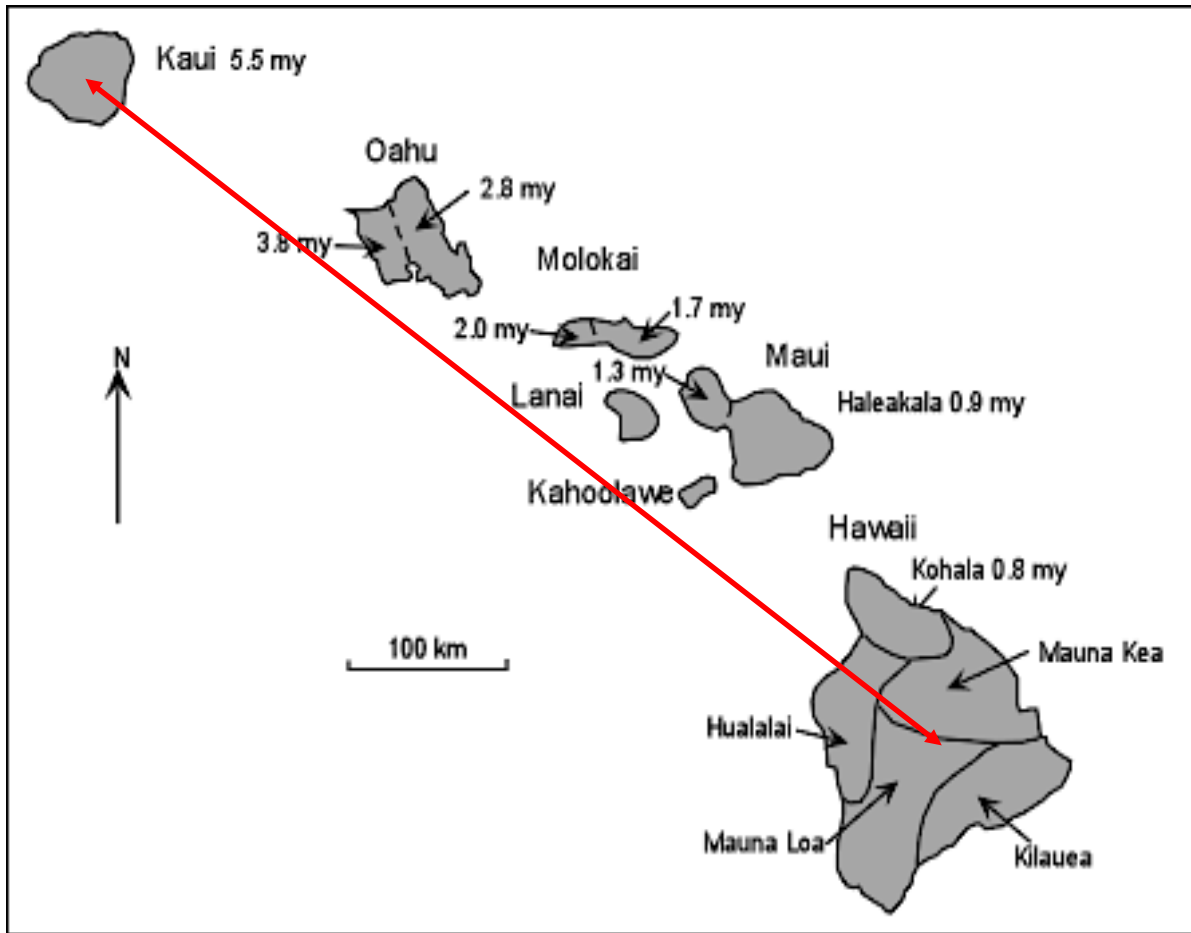 Kaui 5.5 my
Oahu
2.8 my
3.8 my
Molokai
1.7 my
2.0 my
N
Maui
1.3 my
Lanai
Haleakala 0.9 my
Kahoolawe
Hawaii
Kohala 0.8 my
100 km
Mauna Kea
Hualalai
Mauna Loa
Kilauea